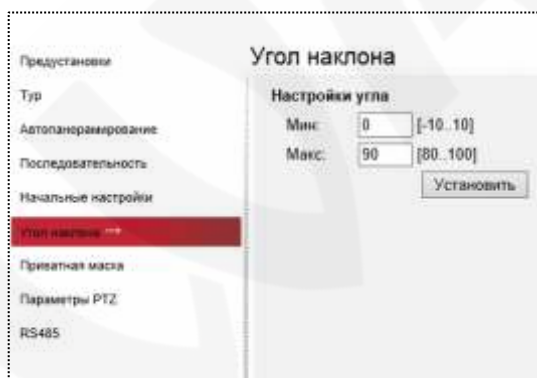 Предустановки
Тур
Автопанорамирование
Последовательность
Начальные настройки
Угол наклона
Приватная маска
Параметры PTZ
RS485
Угол наклона
Настройки угла
Мин: 0 [-10..10]
Макс: 90 [80..100]
Установить